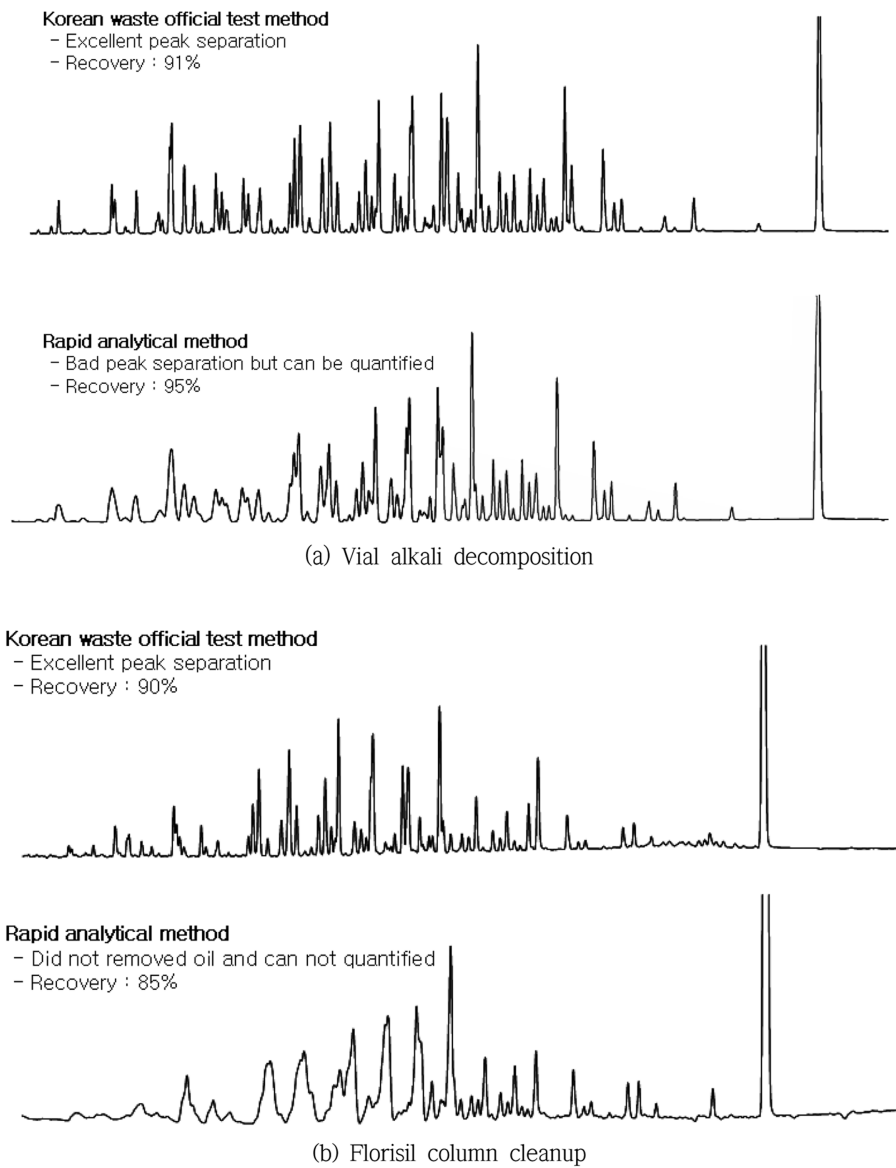 Korean waste official test method
- Excellent peak separation
- Recovery : 91%
Rapid analytical method
- Bad peak separation but can be quantified
- Recovery : 95%
(a) Vial alkali decomposition
Korean waste official test method
- Excellent peak separation
- Recovery : 90%
Rapid analytical method
- Did not removed oil and can not quantified
- Recovery : 85%
(b) Florisil column cleanup